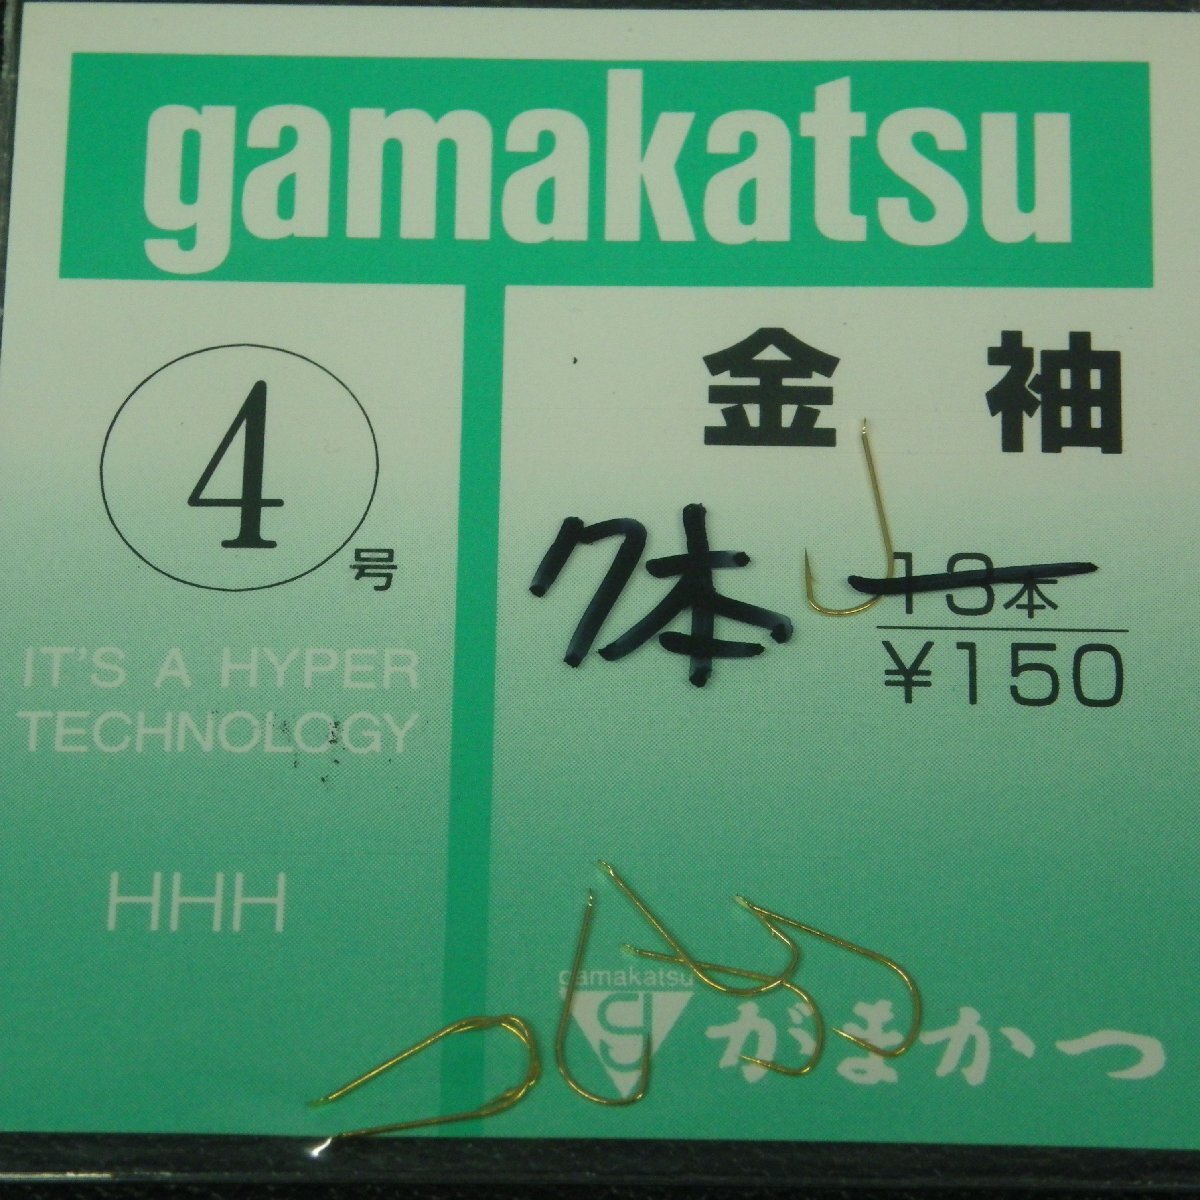 gamakatsu
4号
金袖
7本
13本
¥150
IT'S A HYPER
TECHNOLOGY
HHH
gamakatsu
g
がまかつ